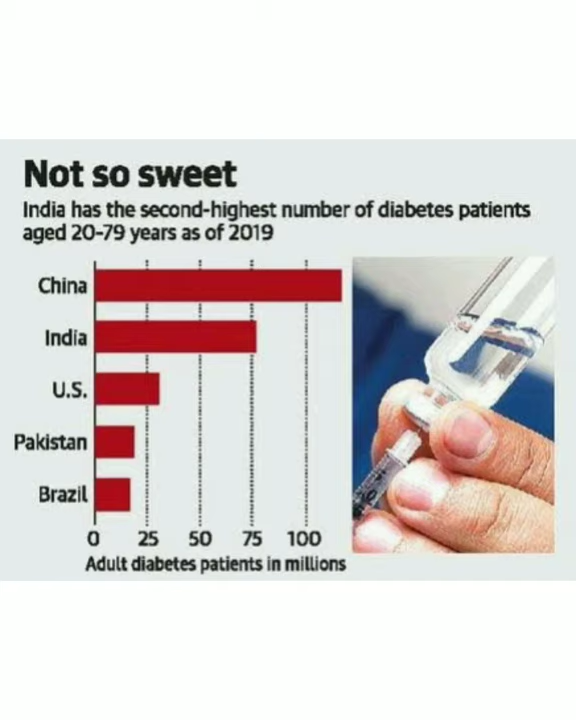 Not so sweet
India has the second-highest number of diabetes patients
aged 20-79 years as of 2019
China
India
U.S.
Pakistan
Brazil
0 25 50 75 100
Adult diabetes patients in millions